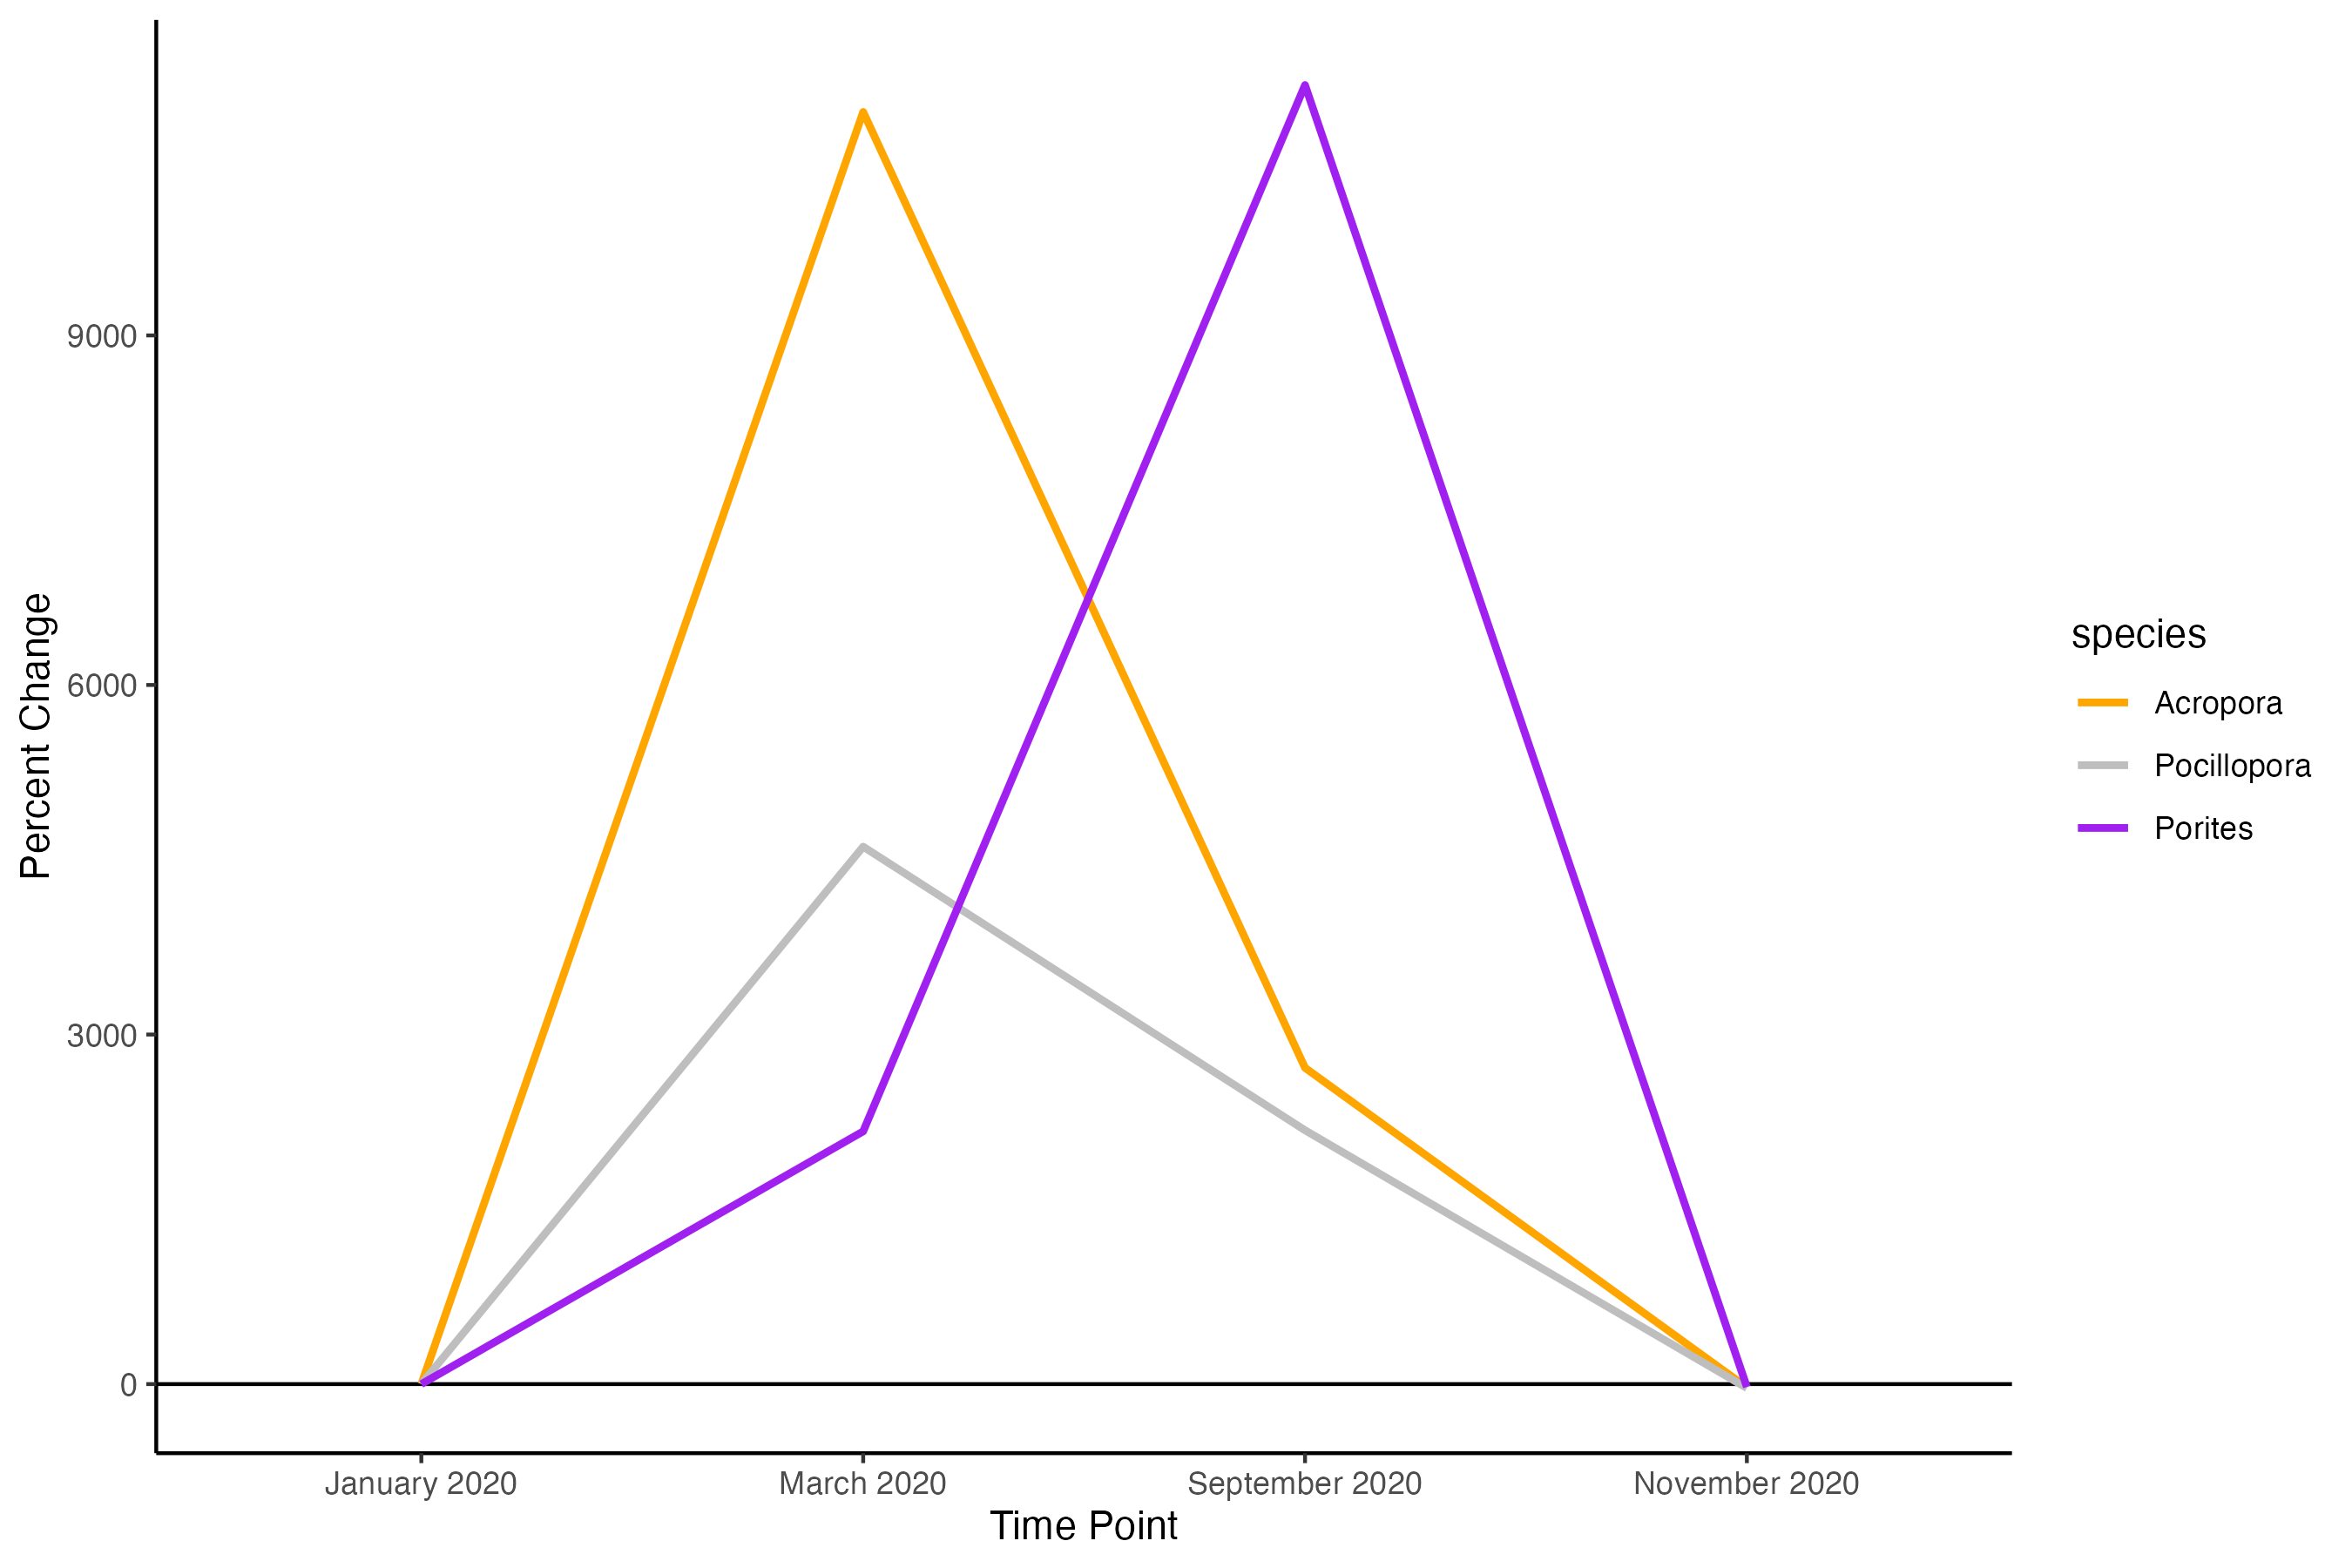 Percent Change
9000
6000
3000
0
January 2020
March 2020
September 2020
November 2020
Time Point
species
Acropora
Pocillopora
Porites